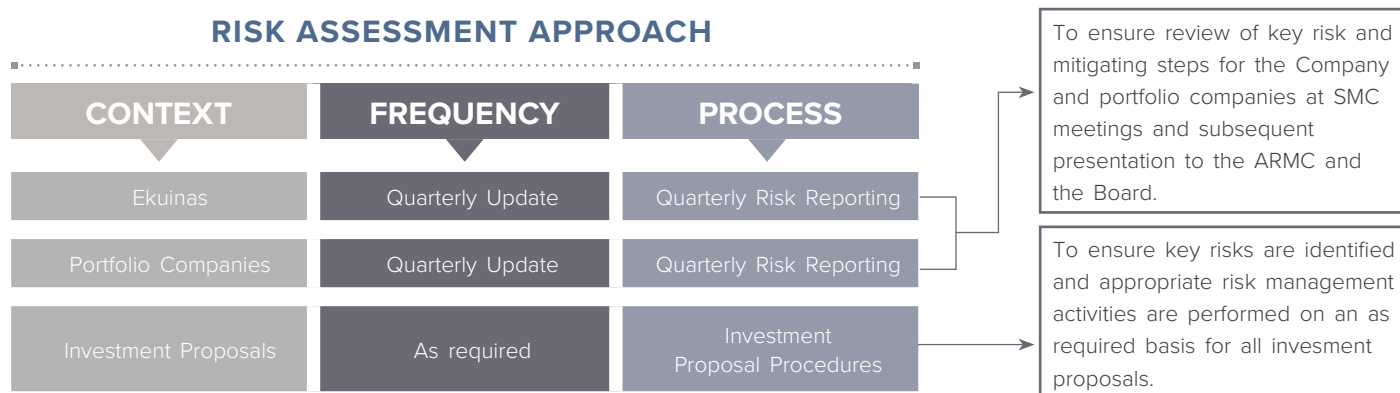 RISK ASSESSMENT APPROACH
CONTEXT
FREQUENCY
PROCESS
Ekuinas
Quarterly Update
Quarterly Risk Reporting
Portfolio Companies
Quarterly Update
Quarterly Risk Reporting
Investment Proposals
As required
Investment
Proposal Procedures
To ensure review of key risk and
mitigating steps for the Company
and portfolio companies at SMC
meetings and subsequent
presentation to the ARMC and
the Board.
To ensure key risks are identified
and appropriate risk management
activities are performed on an as
required basis for all invesment
proposals.